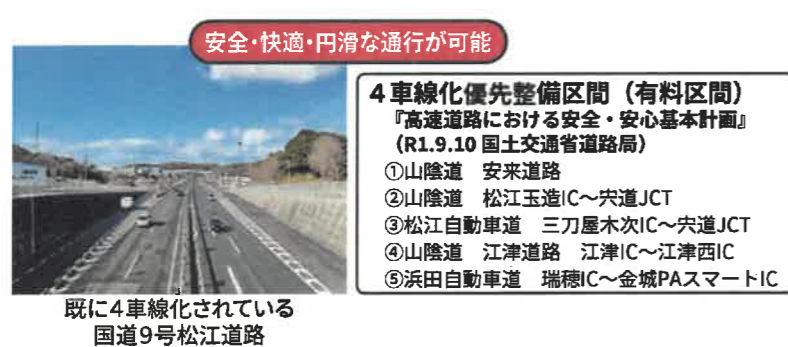 安全・快適・円滑な通行が可能
4車線化優先整備区間（有料区間）
『高速道路における安全・安心基本計画』
（R1.9.10 国土交通省道路局）
①山陰道　安来道路
②山陰道　松江玉造IC～宍道JCT
③松江自動車道　三刀屋木次IC～宍道JCT
④山陰道　江津道路　江津IC～江津西IC
⑤浜田自動車道　瑞穂IC～金城PAスマートIC
既に4車線化されている
国道9号松江道路